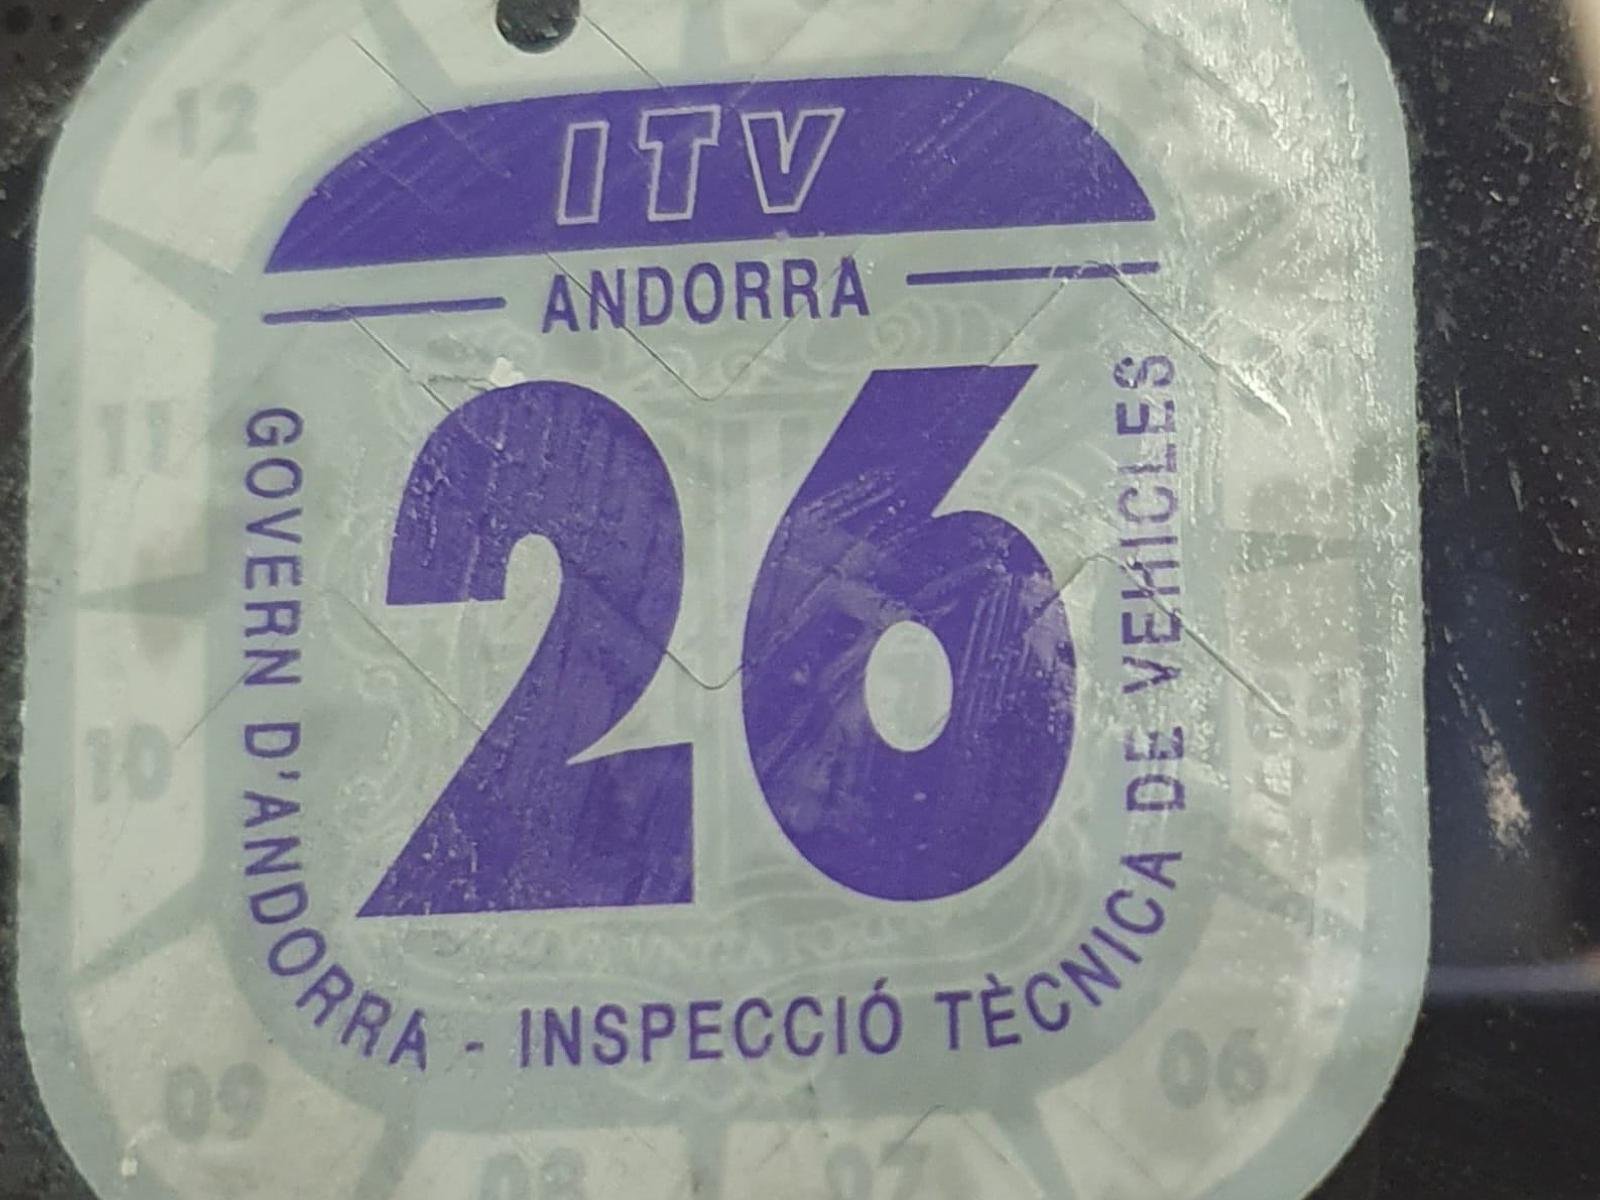 ITV
ANDORRA
26
GOVERN D'ANDORRA - INSPECCIÓ TÈCNICA DE VEHICLES
12
11
10
09
08
07
06